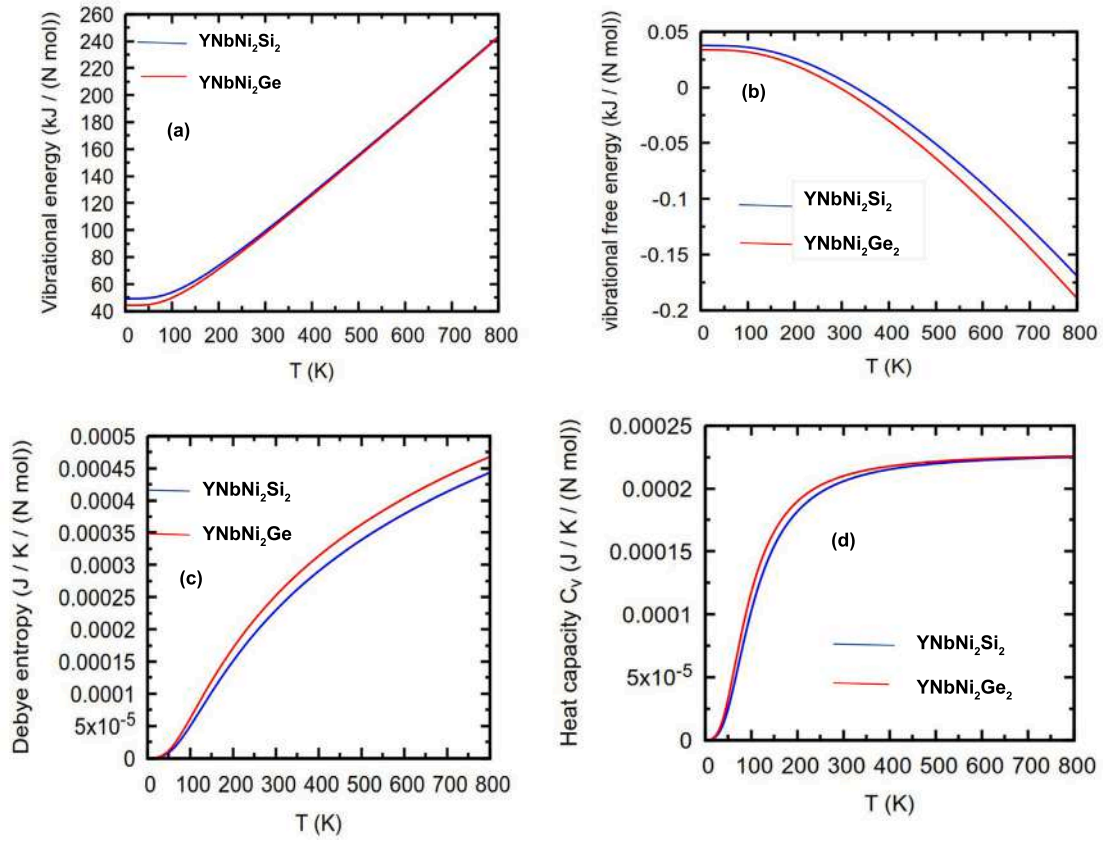 Vibrational energy (kJ / (N mol))
260
240
220
200
180
160
140
120
100
80
60
40
YNbNi₂Si₂
YNbNi₂Ge
(a)
0 100 200 300 400 500 600 700 800
T (K)
vibrational free energy (kJ / (N mol))
0.05
0
-0.05
-0.1
-0.15
-0.2
(b)
YNbNi₂Si₂
YNbNi₂Ge₂
0 100 200 300 400 500 600 700 800
T (K)
Debye entropy (J / K / (N mol))
0.0005
0.00045
0.0004
0.00035
0.0003
0.00025
0.0002
0.00015
0.0001
5x10⁻⁵
0
YNbNi₂Si₂
YNbNi₂Ge
(c)
0 100 200 300 400 500 600 700 800
T (K)
Heat capacity Cᵥ (J / K / (N mol))
0.00025
0.0002
0.00015
0.0001
5x10⁻⁵
0
(d)
YNbNi₂Si₂
YNbNi₂Ge₂
0 100 200 300 400 500 600 700 800
T (K)